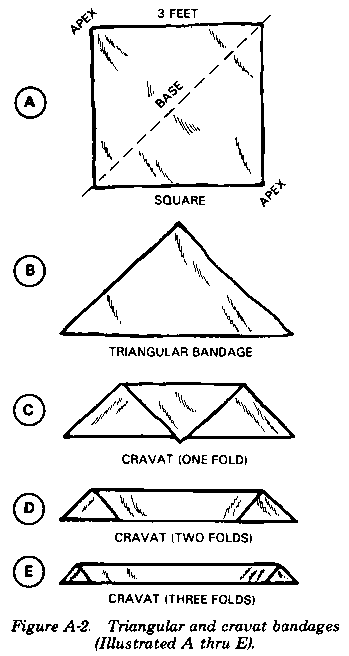 APEX
3 FEET
A
BASE
SQUARE
APEX
B
TRIANGULAR BANDAGE
C
CRAVAT (ONE FOLD)
D
CRAVAT (TWO FOLDS)
E
CRAVAT (THREE FOLDS)
Figure A-2. Triangular and cravat bandages
(Illustrated A thru E).